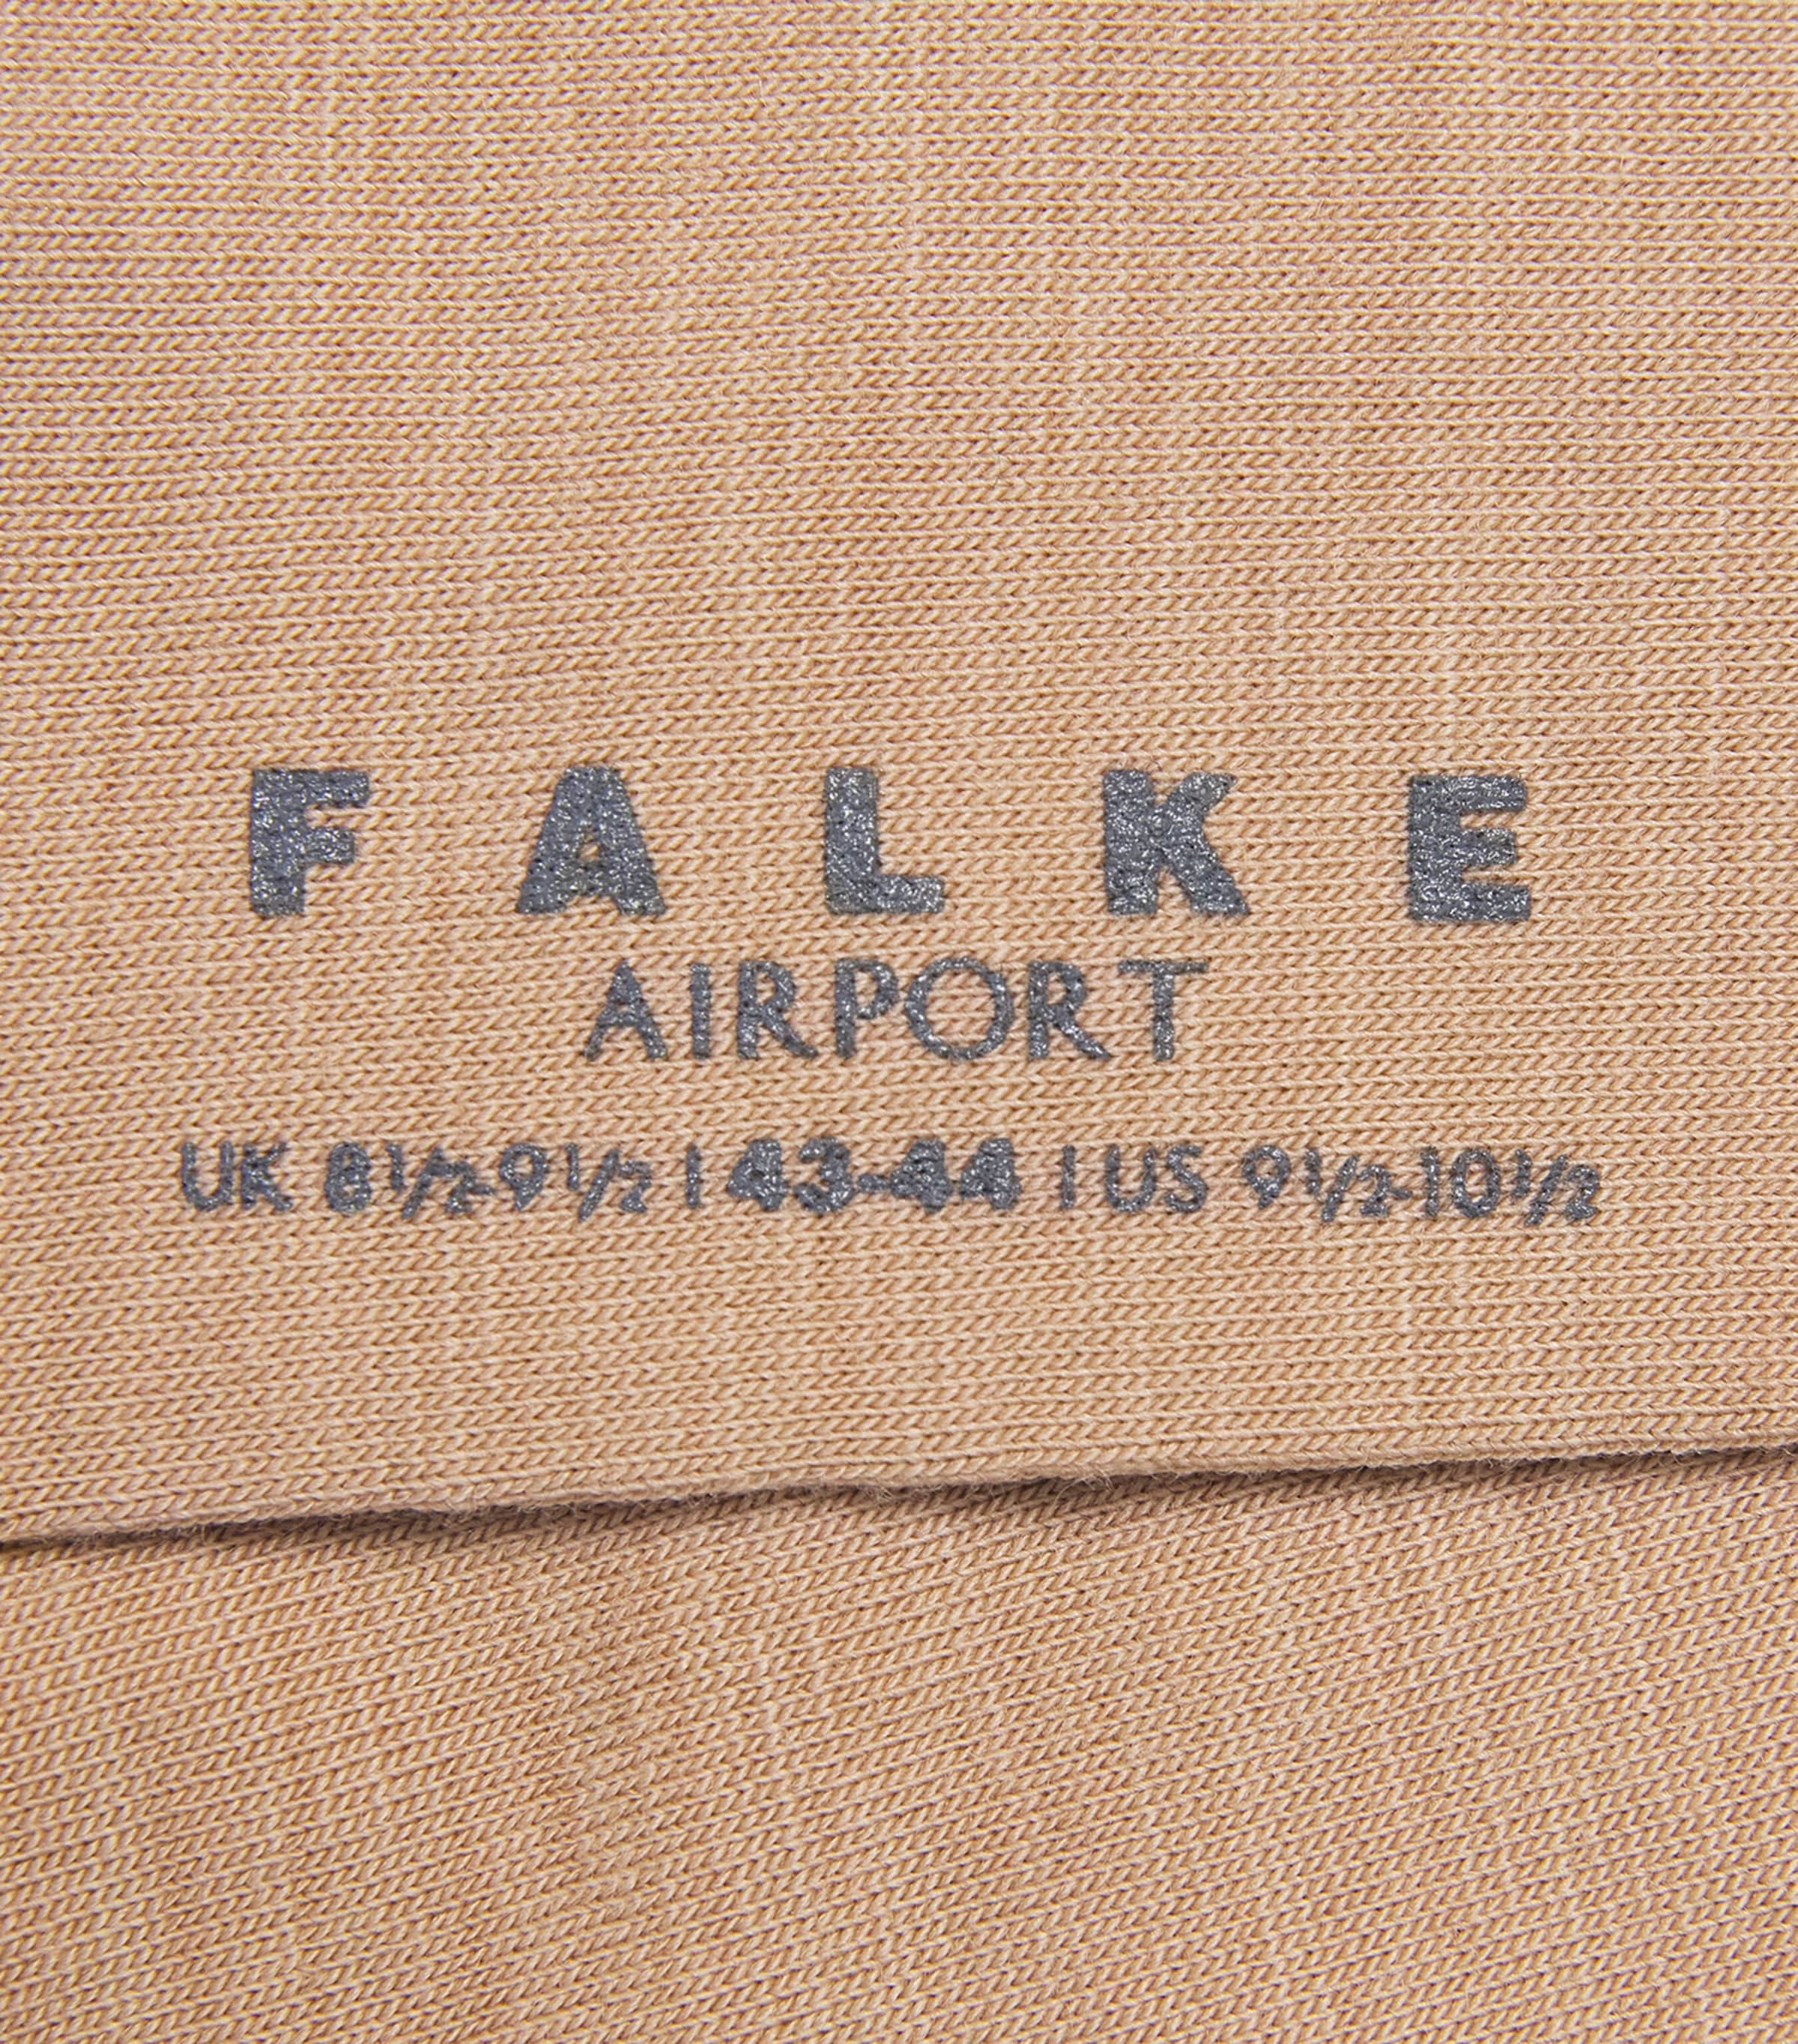 FALKE
AIRPORT
UK 8½-9½ | 43-44 | US 9½-10½